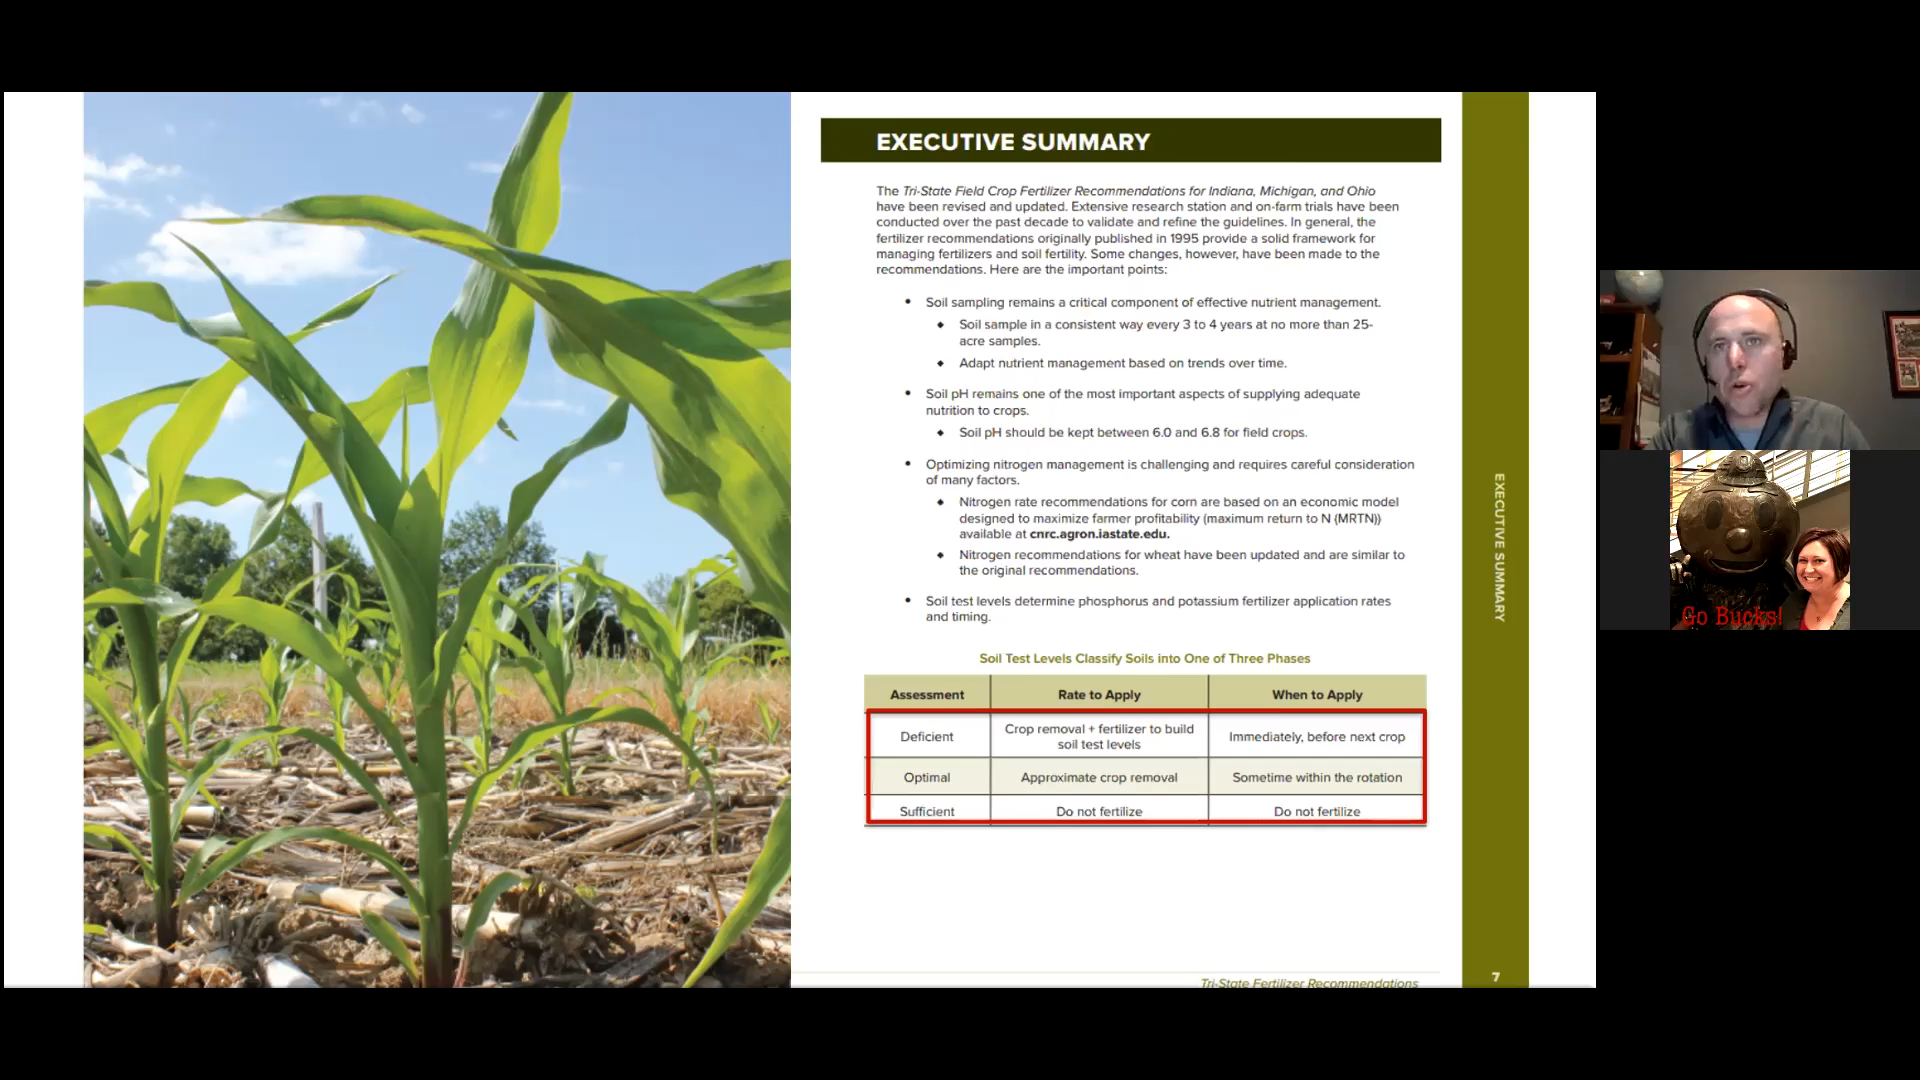 EXECUTIVE SUMMARY
The Tri-State Field Crop Fertilizer Recommendations for Indiana, Michigan, and Ohio
have been revised and updated. Extensive research station and on-farm trials have been
conducted over the past decade to validate and refine the guidelines. In general, the
fertilizer recommendations originally published in 1995 provide a solid framework for
managing fertilizers and soil fertility. Some changes, however, have been made to the
recommendations. Here are the important points:
• Soil sampling remains a critical component of effective nutrient management.
◆ Soil sample in a consistent way every 3 to 4 years at no more than 25-
acre samples.
◆ Adapt nutrient management based on trends over time.
• Soil pH remains one of the most important aspects of supplying adequate
nutrition to crops.
◆ Soil pH should be kept between 6.0 and 6.8 for field crops.
• Optimizing nitrogen management is challenging and requires careful consideration
of many factors.
◆ Nitrogen rate recommendations for corn are based on an economic model
designed to maximize farmer profitability (maximum return to N (MRTN))
available at cnrc.agron.iastate.edu.
◆ Nitrogen recommendations for wheat have been updated and are similar to
the original recommendations.
• Soil test levels determine phosphorus and potassium fertilizer application rates
and timing.
Soil Test Levels Classify Soils into One of Three Phases
Assessment Rate to Apply When to Apply
Deficient Crop removal + fertilizer to build
soil test levels Immediately, before next crop
Optimal Approximate crop removal Sometime within the rotation
Sufficient Do not fertilize Do not fertilize
Tri-State Fertilizer Recommendations
EXECUTIVE SUMMARY
7
Go Bucks!